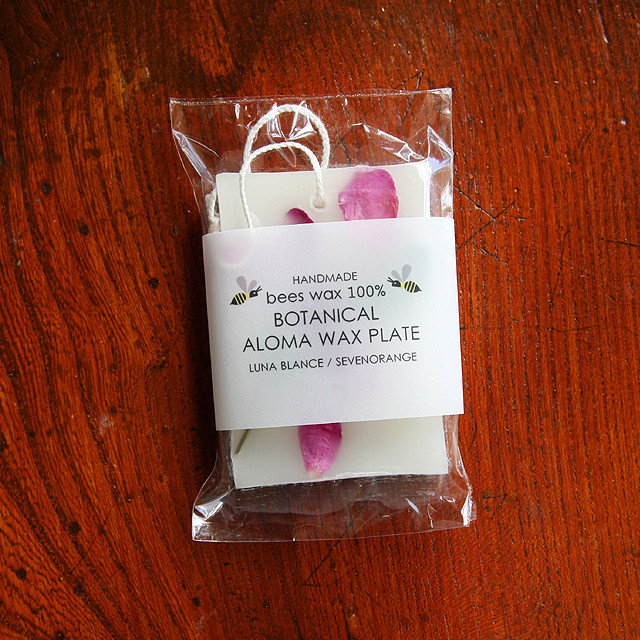 HANDMADE
bees wax 100%
BOTANICAL
ALOMA WAX PLATE
LUNA BLANCE / SEVENORANGE